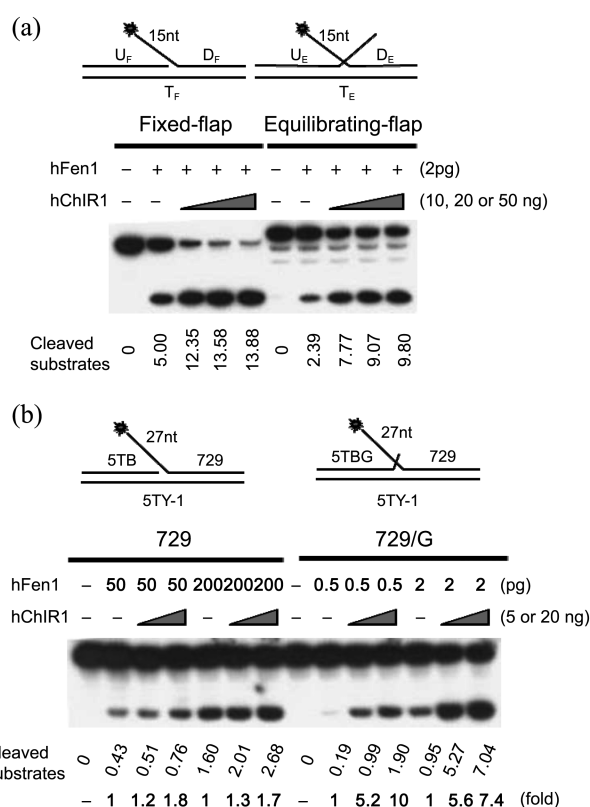 (a)
15nt 15nt
U_F D_F U_E D_E
T_F T_E
Fixed-flap Equilibrating-flap
hFen1 – + + + + – + + + + (2pg)
hChIR1 – – – – (10, 20 or 50 ng)
Cleaved substrates 0 5.00 12.35 13.58 13.88 0 2.39 7.77 9.07 9.80
(b)
27nt 27nt
5TB 729 5TBG 729
5TY-1 5TY-1
729 729/G
hFen1 – 50 50 50 200 200 200 – 0.5 0.5 0.5 2 2 2 (pg)
hChIR1 – – – – – – (5 or 20 ng)
Cleaved
substrates 0 0.43 0.51 0.76 1.60 2.01 2.68 0 0.19 0.99 1.90 0.95 5.27 7.04
– 1 1.2 1.8 1 1.3 1.7 – 1 5.2 10 1 5.6 7.4 (fold)